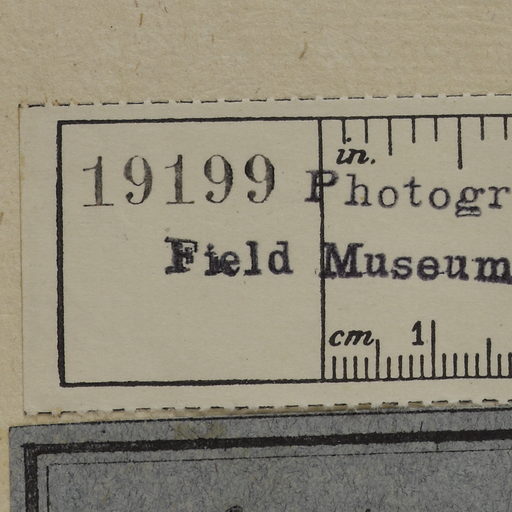 in.
19199 Photogr
Field Museum
cm 1